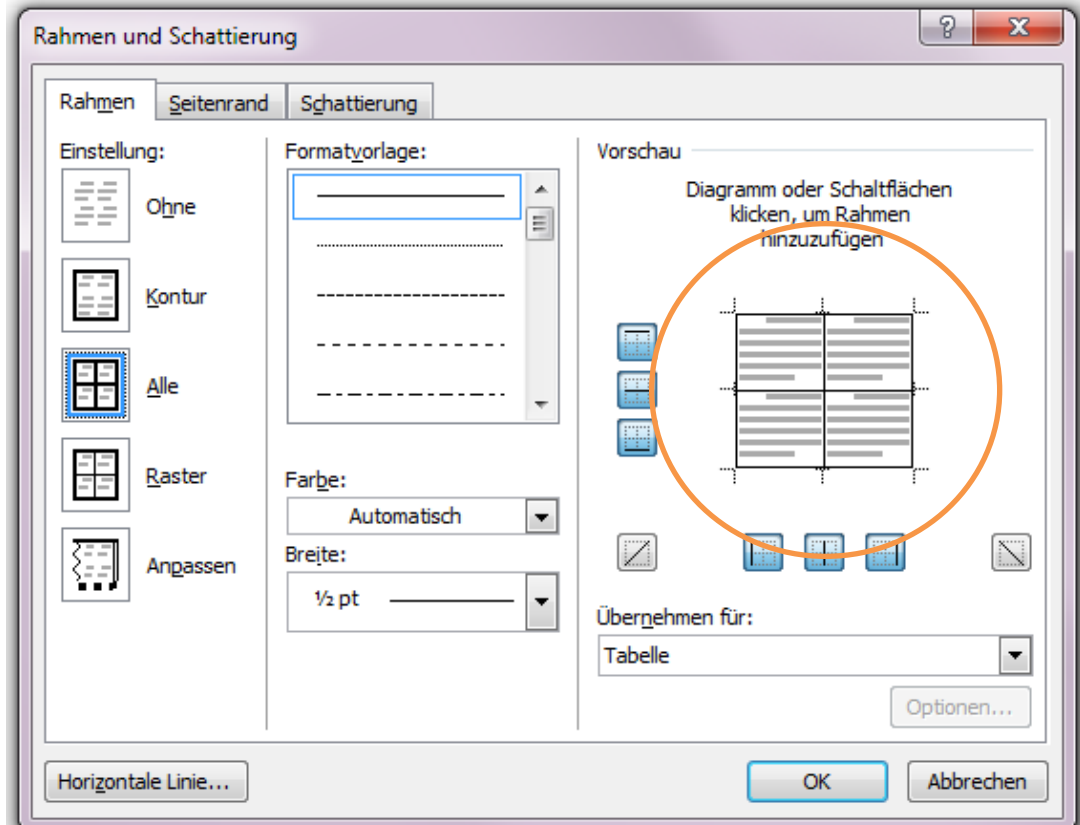 Rahmen und Schattierung
Rahmen Seitenrand Schattierung
Einstellung:
Ohne
Kontur
Alle
Raster
Anpassen
Formatvorlage:
Farbe:
Automatisch
Breite:
½ pt
Vorschau
Diagramm oder Schaltflächen
klicken, um Rahmen
hinzuzufügen
Übernehmen für:
Tabelle
Optionen...
Horizontale Linie...
OK Abbrechen